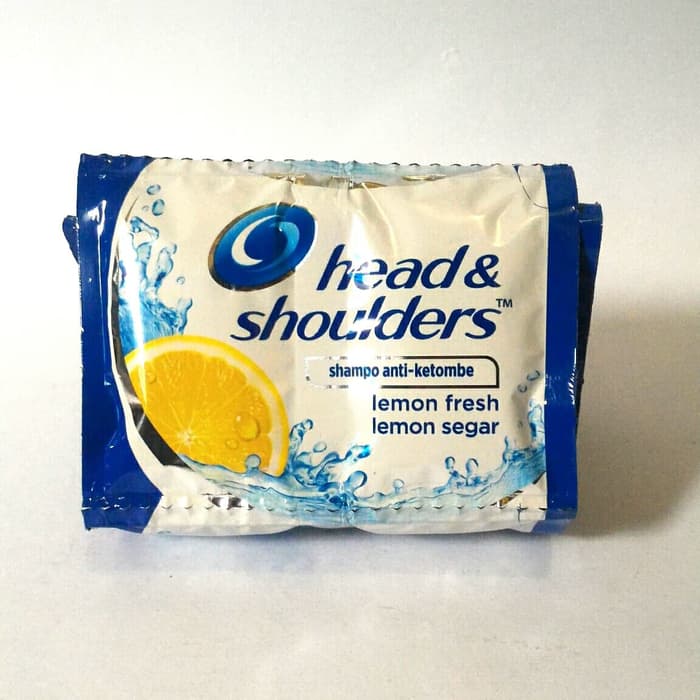 head &
shoulders™
shampo anti-ketombe
lemon fresh
lemon segar